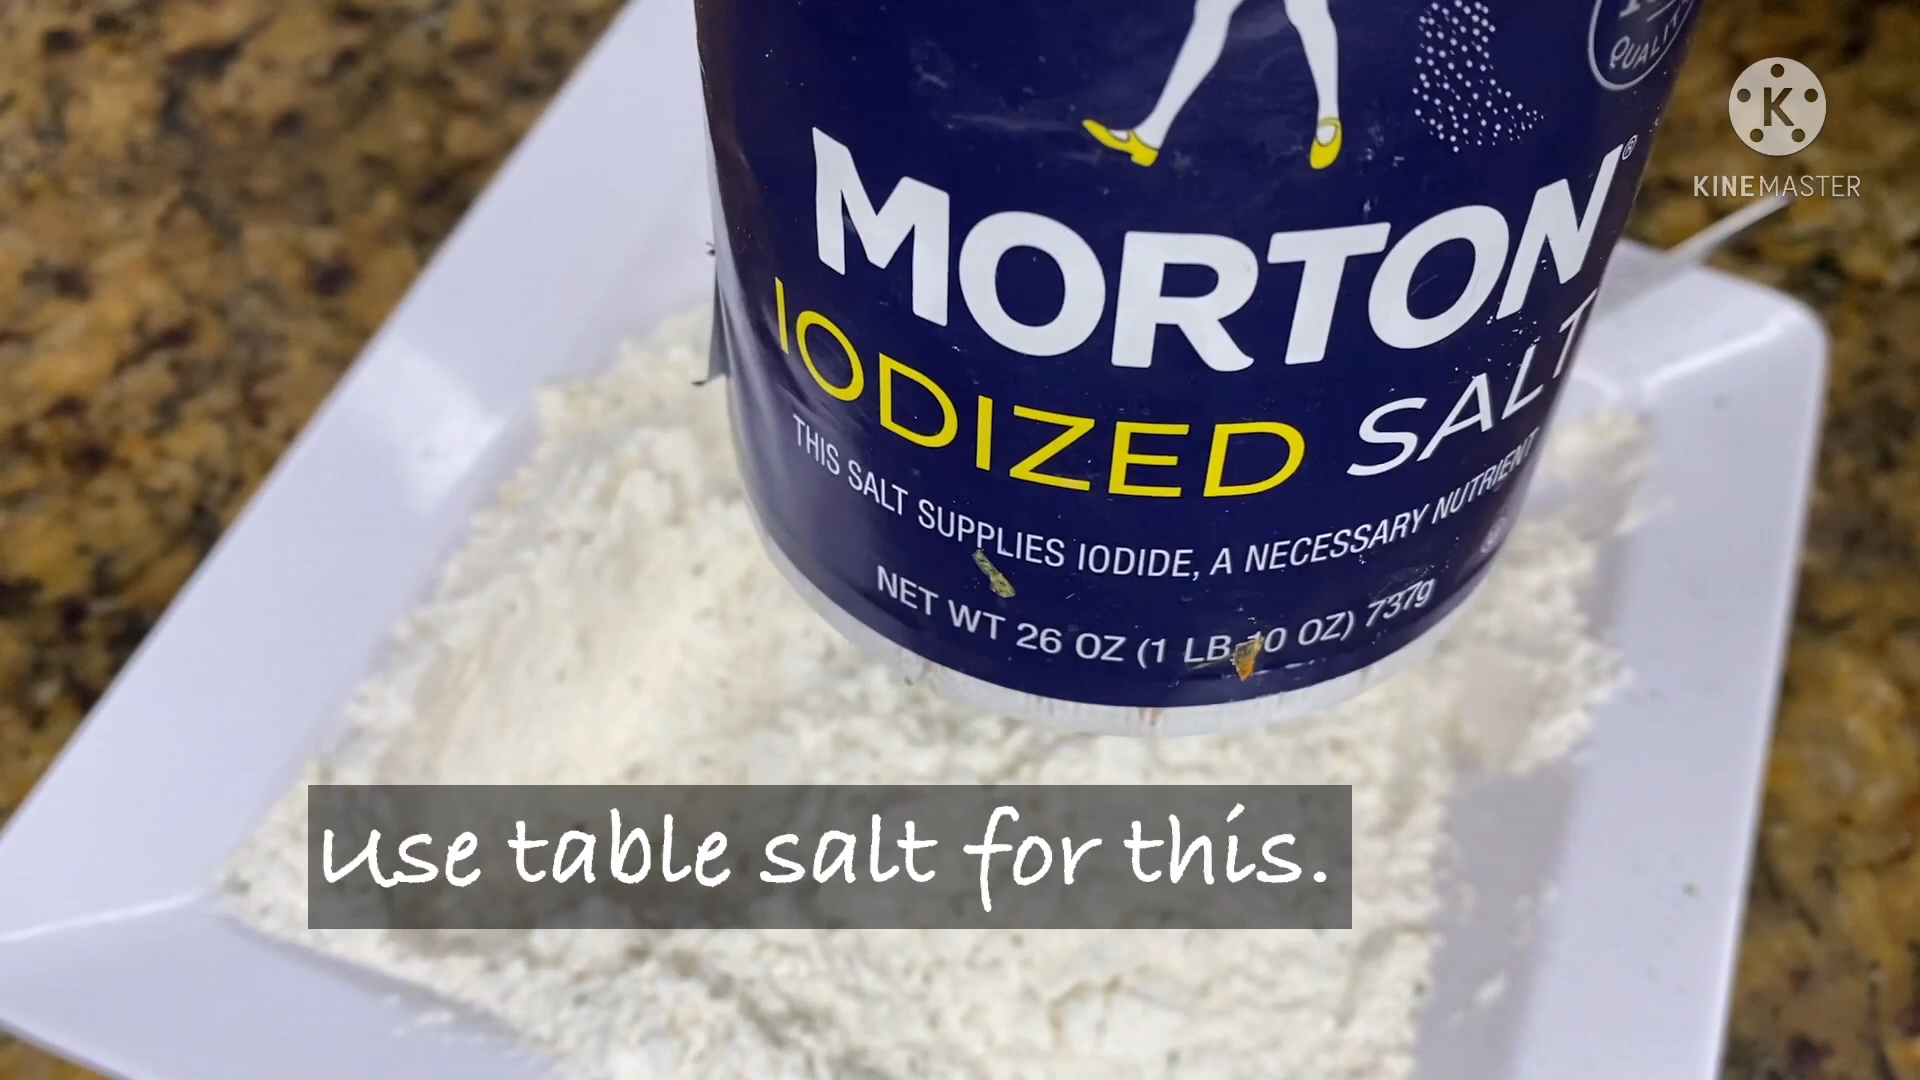 QUALITY
K
KINEMASTER
MORTON®
IODIZED SALT
THIS SALT SUPPLIES IODIDE, A NECESSARY NUTRIENT
NET WT 26 OZ (1 LB 10 OZ) 737g
Use table salt for this.